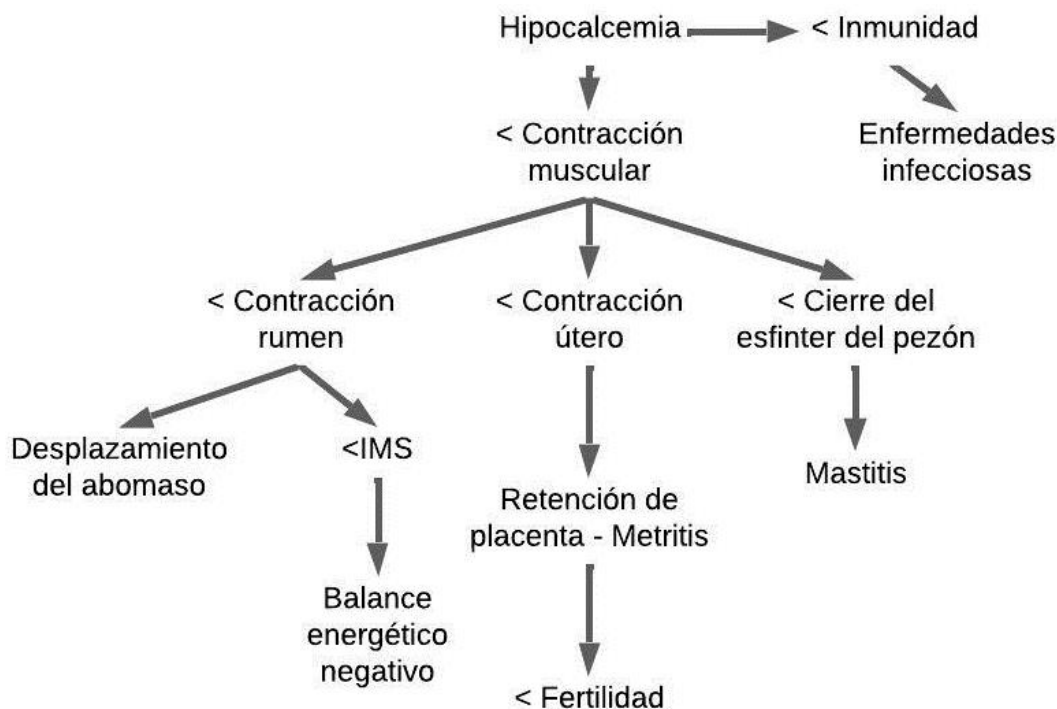 Hipocalcemia
< Inmunidad
< Contracción
muscular
Enfermedades
infecciosas
< Contracción
rumen
< Contracción
útero
< Cierre del
esfinter del pezón
Desplazamiento
del abomaso
<IMS
Mastitis
Retención de
placenta - Metritis
Balance
energético
negativo
< Fertilidad